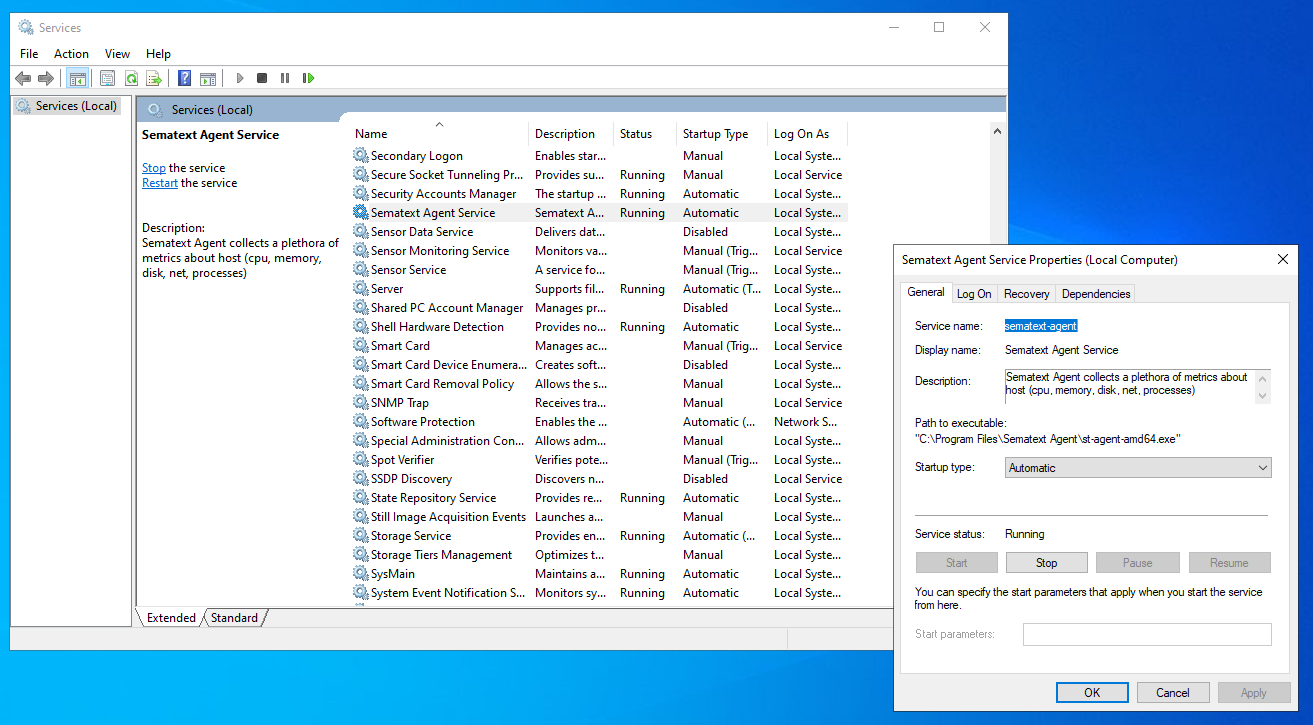 Services
File Action View Help
Services (Local)
Services (Local)
Sematext Agent Service
Stop the service
Restart the service
Description:
Sematext Agent collects a plethora of
metrics about host (cpu, memory,
disk, net, processes)
Name Description Status Startup Type Log On As
Secondary Logon Enables star... Manual Local Syste...
Secure Socket Tunneling Pr... Provides su... Running Manual Local Service
Security Accounts Manager The startup ... Running Automatic Local Syste...
Sematext Agent Service Sematext A... Running Automatic Local Syste...
Sensor Data Service Delivers dat... Disabled Local Syste...
Sensor Monitoring Service Monitors va... Manual (Trig... Local Service
Sensor Service A service fo... Manual (Trig... Local Syste...
Server Supports fil... Running Automatic (T... Local Syste...
Shared PC Account Manager Manages pr... Disabled Local Syste...
Shell Hardware Detection Provides no... Running Automatic Local Syste...
Smart Card Manages ac... Manual (Trig... Local Service
Smart Card Device Enumera... Creates soft... Disabled Local Syste...
Smart Card Removal Policy Allows the s... Manual Local Syste...
SNMP Trap Receives tra... Manual Local Service
Software Protection Enables the ... Automatic (... Network S...
Special Administration Con... Allows adm... Manual Local Syste...
Spot Verifier Verifies pote... Manual (Trig... Local Syste...
SSDP Discovery Discovers n... Disabled Local Service
State Repository Service Provides re... Running Automatic Local Syste...
Still Image Acquisition Events Launches a... Manual Local Syste...
Storage Service Provides en... Running Automatic (... Local Syste...
Storage Tiers Management Optimizes t... Manual Local Syste...
SysMain Maintains a... Running Automatic Local Syste...
System Event Notification S... Monitors sy... Running Automatic Local Syste...
Extended Standard
Sematext Agent Service Properties (Local Computer)
General Log On Recovery Dependencies
Service name: sematext-agent
Display name: Sematext Agent Service
Description: Sematext Agent collects a plethora of metrics about
host (cpu, memory, disk, net, processes)
Path to executable:
"C:\Program Files\Sematext Agent\st-agent-amd64.exe"
Startup type: Automatic
Service status: Running
Start Stop Pause Resume
You can specify the start parameters that apply when you start the service
from here.
Start parameters:
OK Cancel Apply